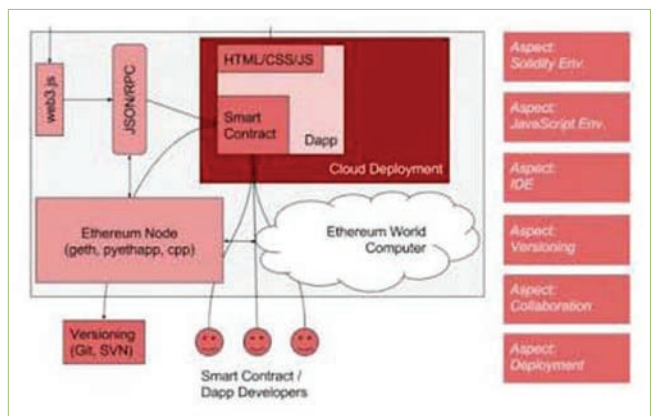 web3.js
JSON/RPC
HTML/CSS/JS
Smart
Contract
Dapp
Cloud Deployment
Ethereum Node
(geth, pyethapp, cpp)
Ethereum World
Computer
Versioning
(Git, SVN)
Smart Contract /
Dapp Developers
Aspect:
Solidity Env.
Aspect:
JavaScript Env.
Aspect:
IDE
Aspect:
Versioning
Aspect:
Collaboration
Aspect:
Deployment